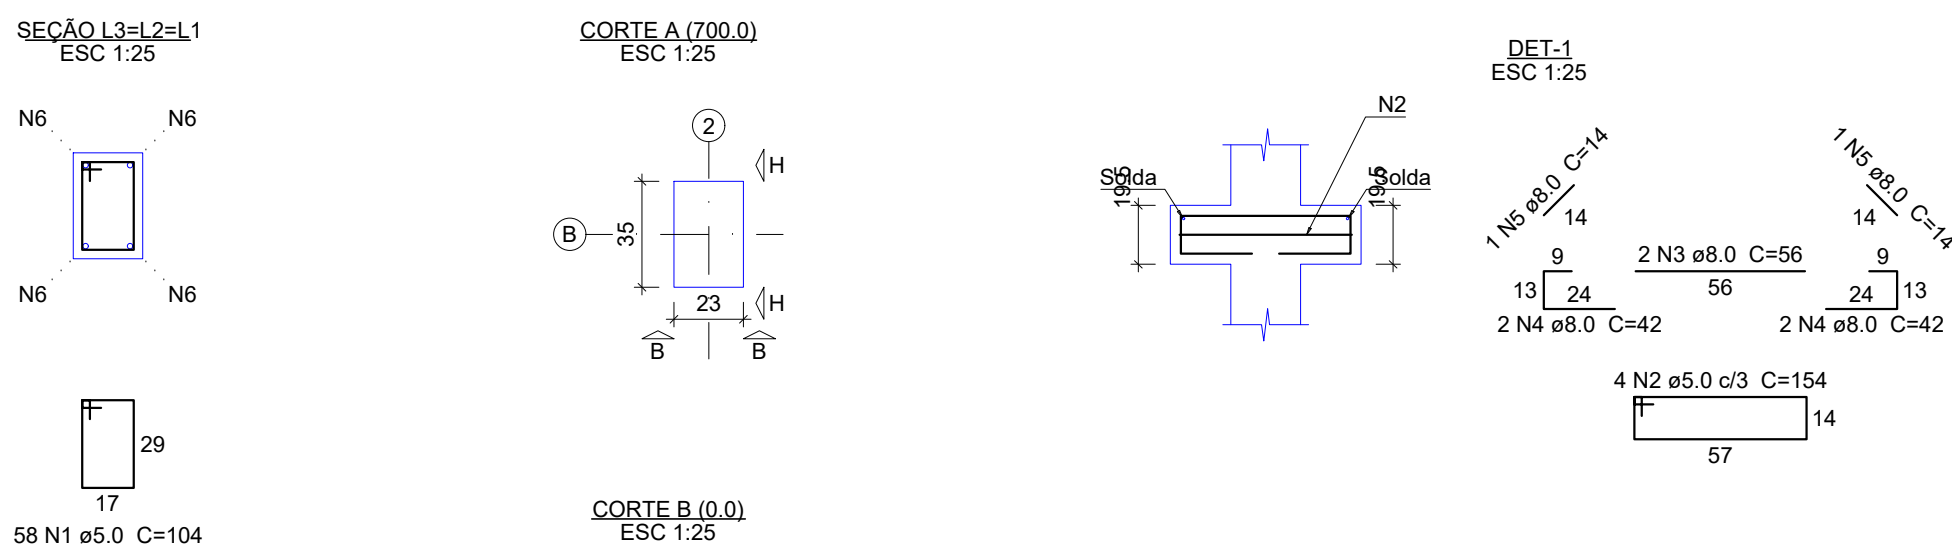 SEÇÃO L3=L2=L1
ESC 1:25
N6
N6
N6
N6
29
17
58 N1 ø5.0 C=104
CORTE A (700.0)
ESC 1:25
2
H
B
35
23
H
B
B
CORTE B (0.0)
ESC 1:25
N2
Solda
19.5
19.5
Solda
DET-1
ESC 1:25
1 N5 ø8.0 C=14
14
1 N5 ø8.0 C=14
14
9
13
24
2 N4 ø8.0 C=42
2 N3 ø8.0 C=56
56
9
24
13
2 N4 ø8.0 C=42
4 N2 ø5.0 c/3 C=154
14
57